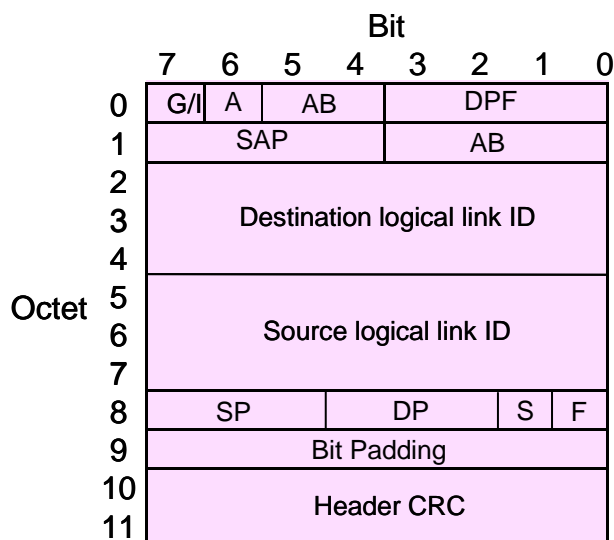 Bit
7 6 5 4 3 2 1 0
0 G/I A AB DPF
1 SAP AB
2
3 Destination logical link ID
4
Octet
5
6 Source logical link ID
7
8 SP DP S F
9 Bit Padding
10
Header CRC
11